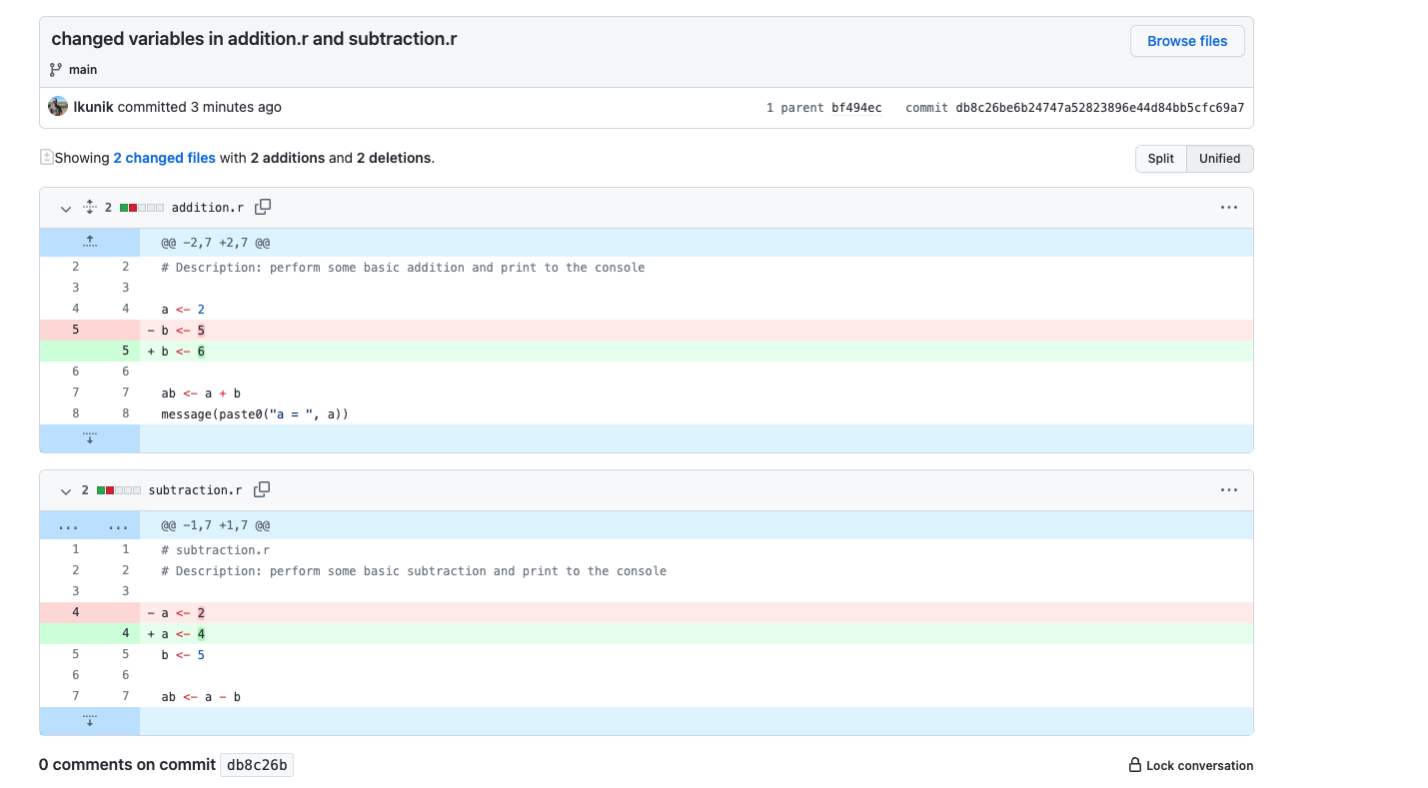 changed variables in addition.r and subtraction.r
Browse files
main
lkunik committed 3 minutes ago
1 parent bf494ec commit db8c26be6b24747a52823896e44d84bb5cfc69a7
Showing 2 changed files with 2 additions and 2 deletions.
Split Unified
2 addition.r
@@ -2,7 +2,7 @@
2 2 # Description: perform some basic addition and print to the console
3 3
4 4 a <- 2
5 - b <- 5
5 + b <- 6
6 6
7 7 ab <- a + b
8 8 message(paste0("a = ", a))
2 subtraction.r
... ... @@ -1,7 +1,7 @@
1 1 # subtraction.r
2 2 # Description: perform some basic subtraction and print to the console
3 3
4 - a <- 2
4 + a <- 4
5 5 b <- 5
6 6
7 7 ab <- a - b
0 comments on commit db8c26b
Lock conversation